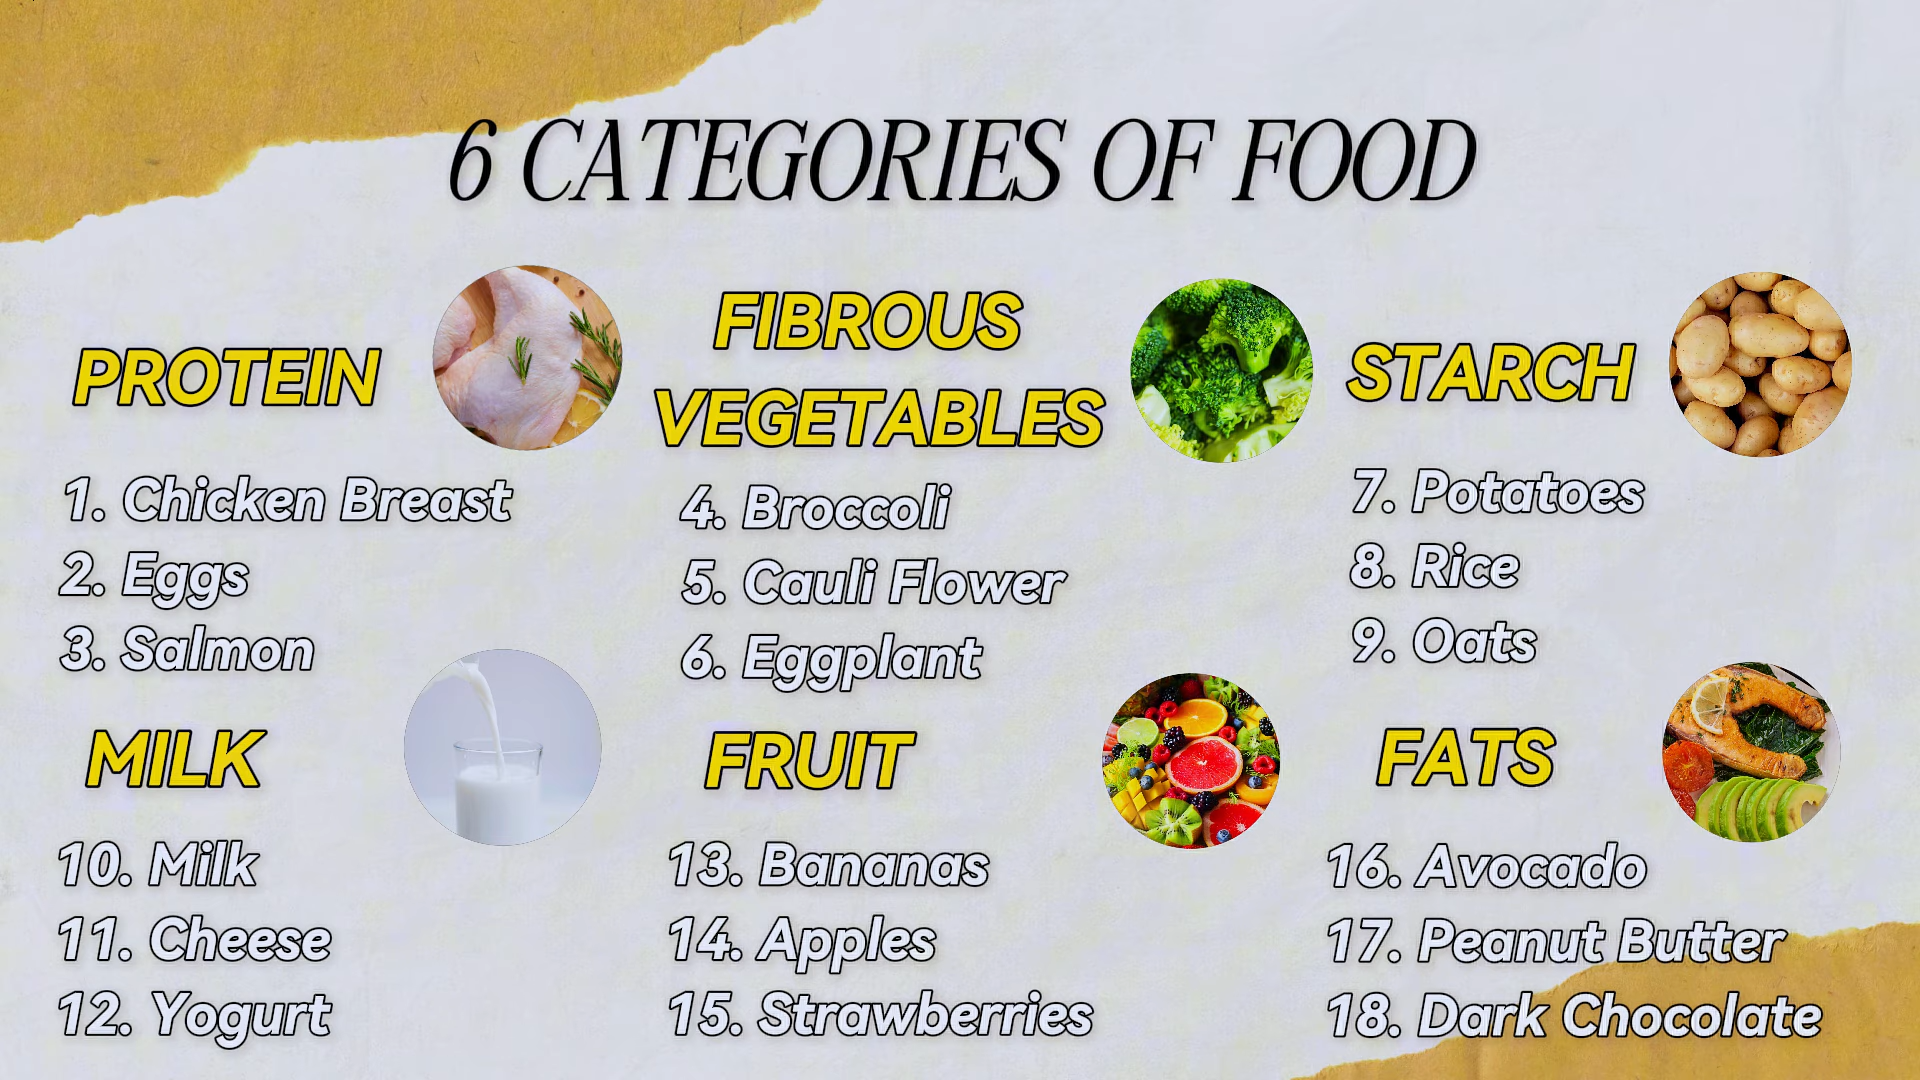 6 CATEGORIES OF FOOD
PROTEIN
1. Chicken Breast
2. Eggs
3. Salmon
FIBROUS
VEGETABLES
4. Broccoli
5. Cauli Flower
6. Eggplant
STARCH
7. Potatoes
8. Rice
9. Oats
MILK
10. Milk
11. Cheese
12. Yogurt
FRUIT
13. Bananas
14. Apples
15. Strawberries
FATS
16. Avocado
17. Peanut Butter
18. Dark Chocolate